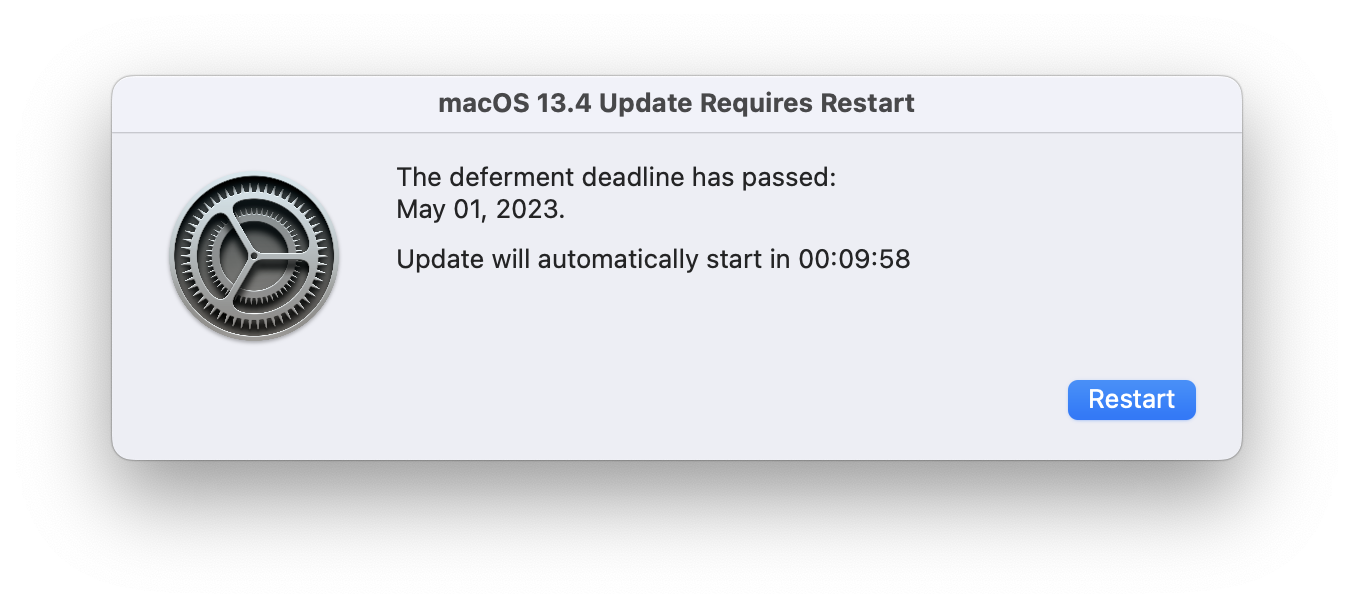 macOS 13.4 Update Requires Restart
The deferment deadline has passed:
May 01, 2023.
Update will automatically start in 00:09:58
Restart